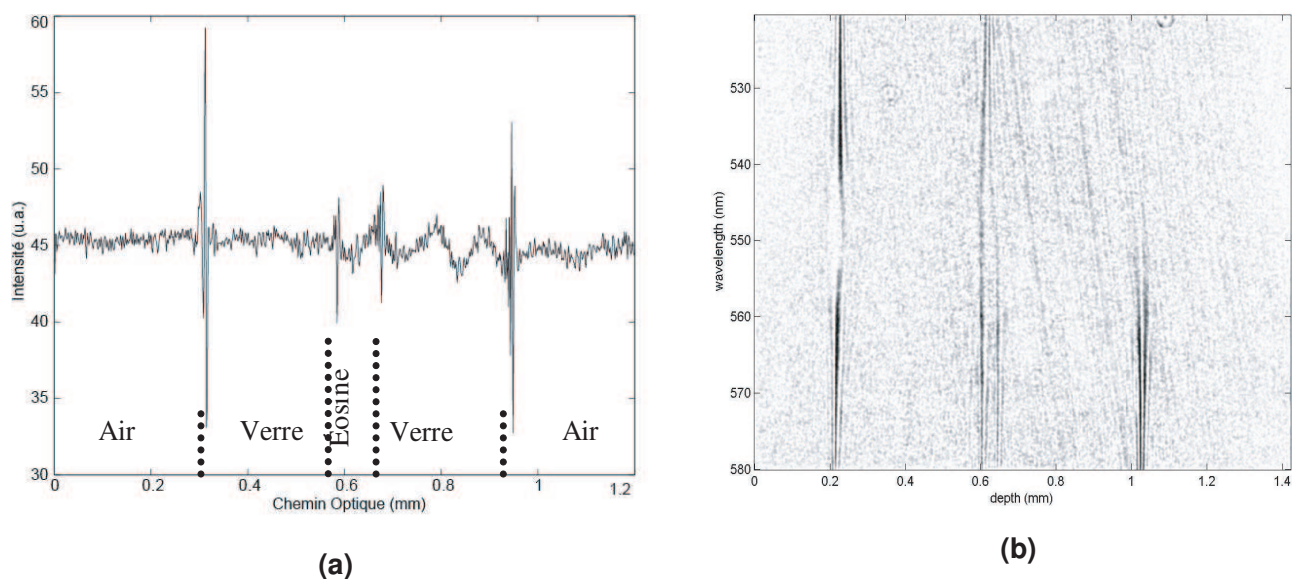 60
55
50
45
40
35
30
Intensité (u.a.)
Air
Verre
Eosine
Verre
Air
0 0.2 0.4 0.6 0.8 1 1.2
Chemin Optique (mm)
(a)
530
540
550
560
570
580
wavelength (nm)
0 0.2 0.4 0.6 0.8 1 1.2 1.4
depth (mm)
(b)